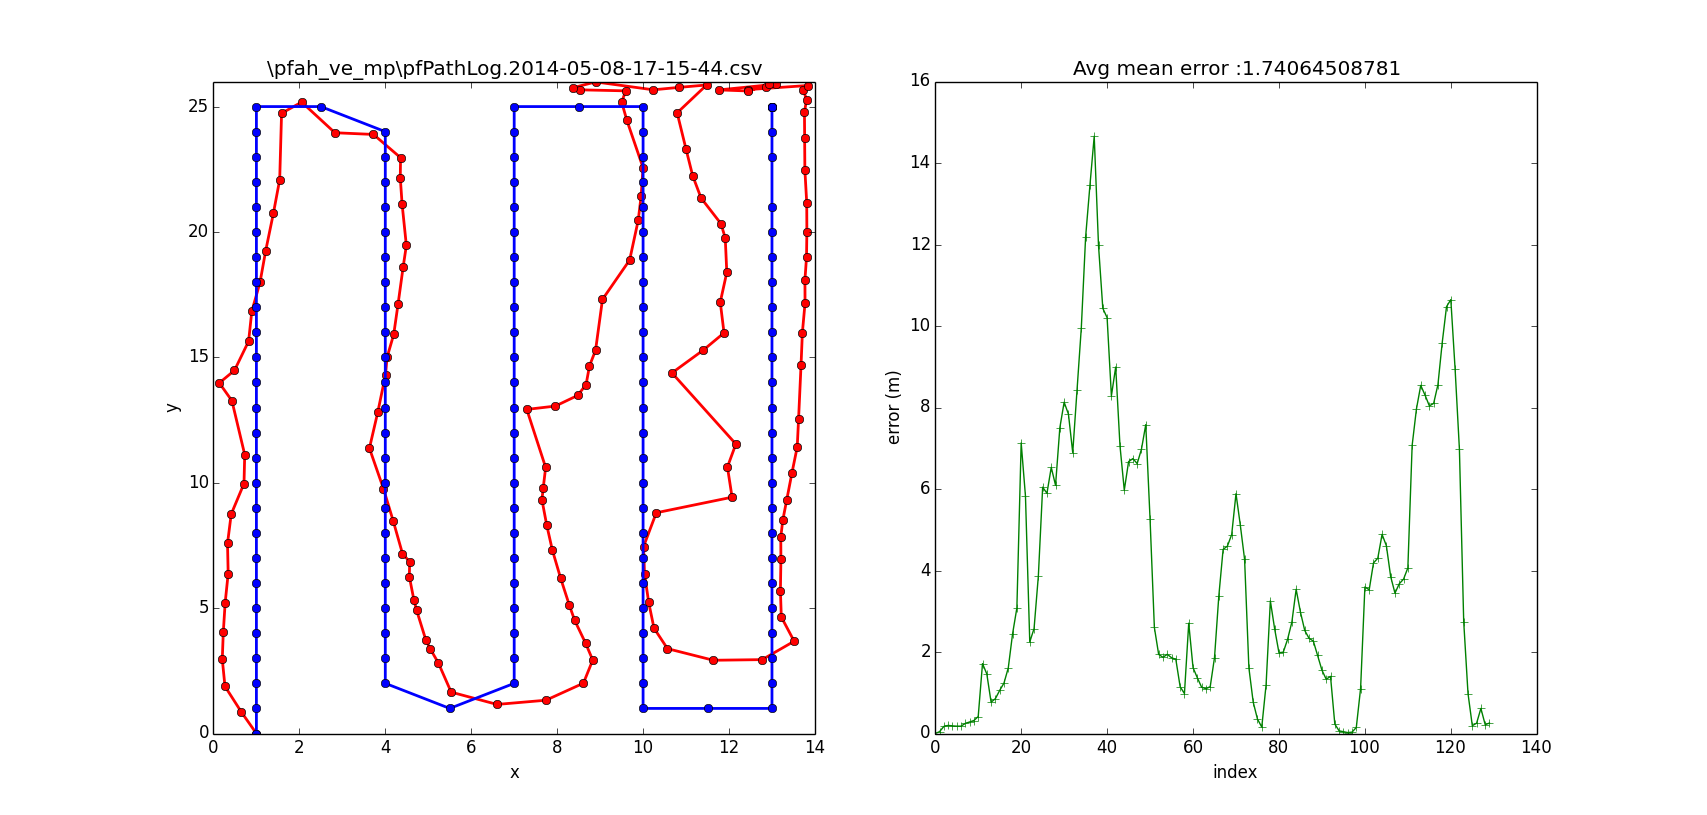 \pfah_ve_mp\pfPathLog.2014-05-08-17-15-44.csv
25
20
15
10
5
0
y
0 2 4 6 8 10 12 14
x
Avg mean error :1.74064508781
16
14
12
10
8
6
4
2
0
error (m)
0 20 40 60 80 100 120 140
index